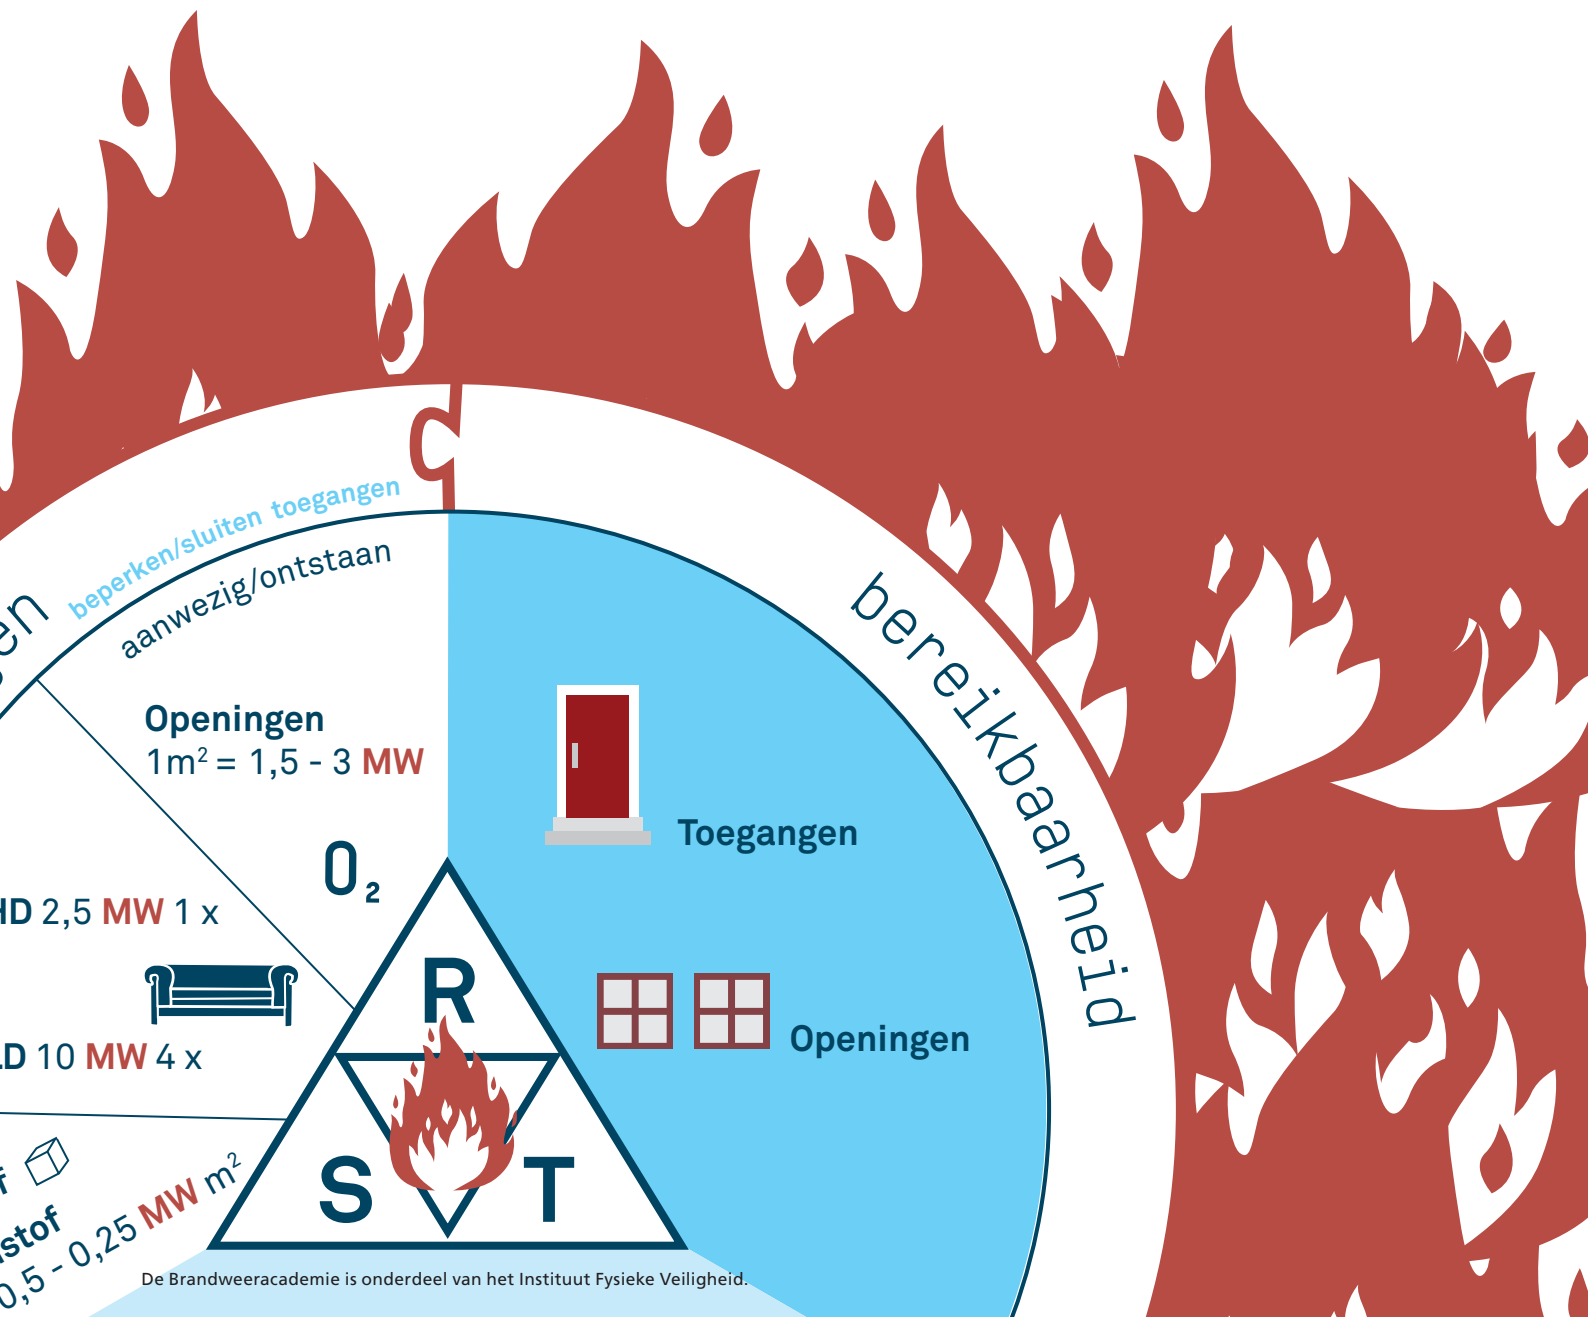 beperken/sluiten toegangen
aanwezig/ontstaan
Openingen
1m² = 1,5 - 3 MW
O₂
HD 2,5 MW 1 x
LD 10 MW 4 x
0,5 - 0,25 MW m²
R
S T
Toegangen
Openingen
bereikbaarheid
De Brandweeracademie is onderdeel van het Instituut Fysieke Veiligheid.